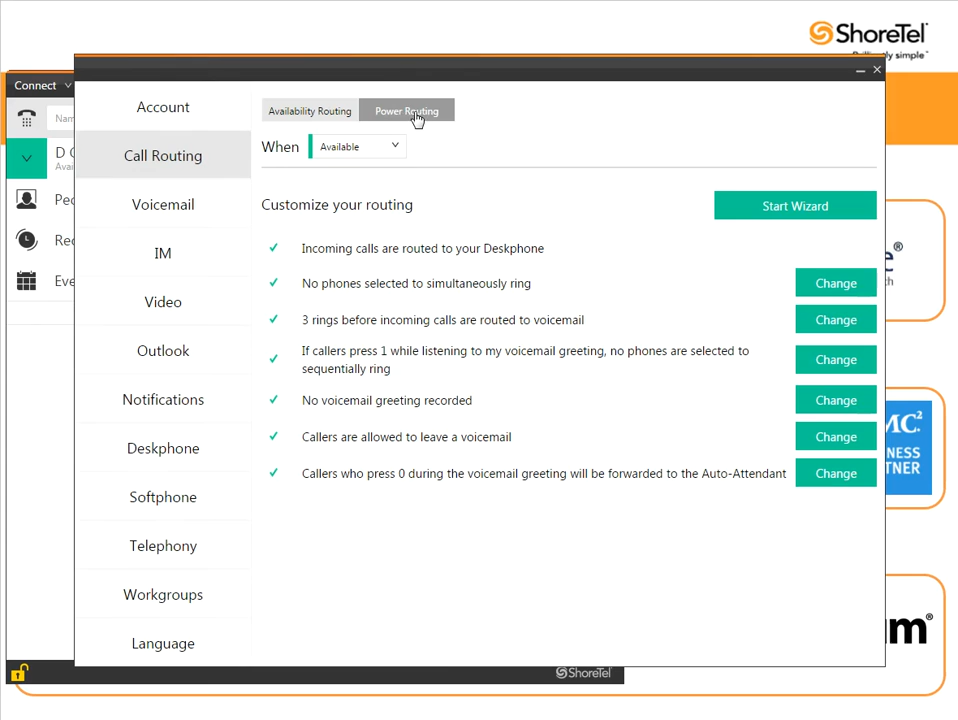 ShoreTel
Brilliantly simple™
Connect
Account
Availability Routing
Power Routing
Call Routing
When
Available
Voicemail
Customize your routing
Start Wizard
IM
Incoming calls are routed to your Deskphone
No phones selected to simultaneously ring
Change
Video
3 rings before incoming calls are routed to voicemail
Change
Outlook
If callers press 1 while listening to my voicemail greeting, no phones are selected to
sequentially ring
Change
Notifications
No voicemail greeting recorded
Change
Deskphone
Callers are allowed to leave a voicemail
Change
Callers who press 0 during the voicemail greeting will be forwarded to the Auto-Attendant
Change
Softphone
Telephony
Workgroups
Language
ShoreTel